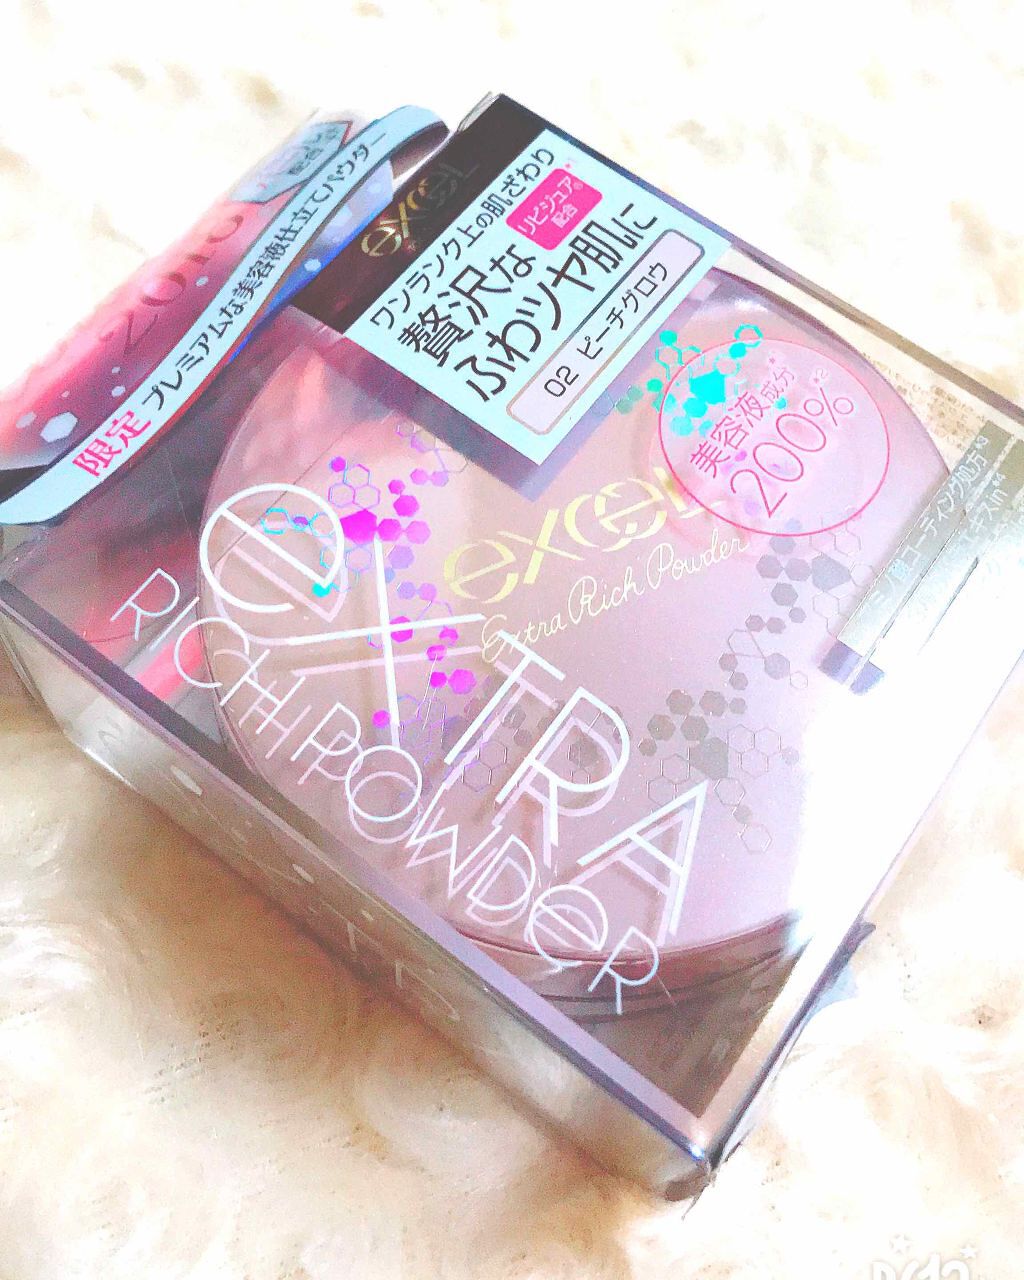 限定 プレミアムな美容液仕立てパウダー
excel
ワンランク上の肌ざわり
リピジュア®
配合
贅沢な
ふわツヤ肌に
02 ピーチグロウ
美容液成分
200%
excel
Extra Rich Powder
EXTRA
RICH POWDER